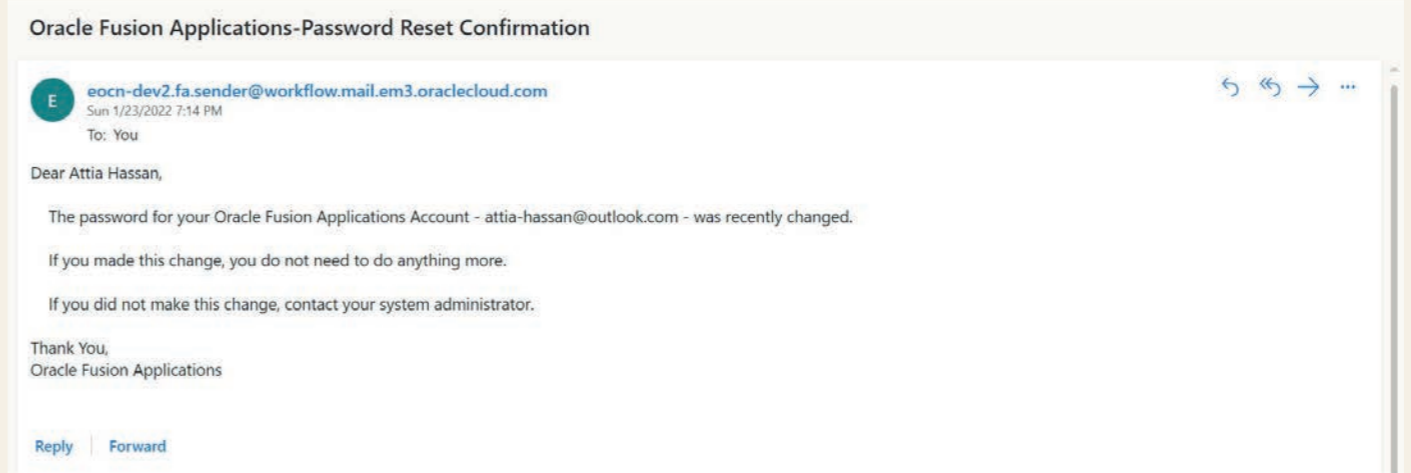 Oracle Fusion Applications-Password Reset Confirmation
E
eocn-dev2.fa.sender@workflow.mail.em3.oraclecloud.com
Sun 1/23/2022 7:14 PM
To: You
Dear Attia Hassan,
The password for your Oracle Fusion Applications Account - attia-hassan@outlook.com - was recently changed.
If you made this change, you do not need to do anything more.
If you did not make this change, contact your system administrator.
Thank You,
Oracle Fusion Applications
Reply Forward